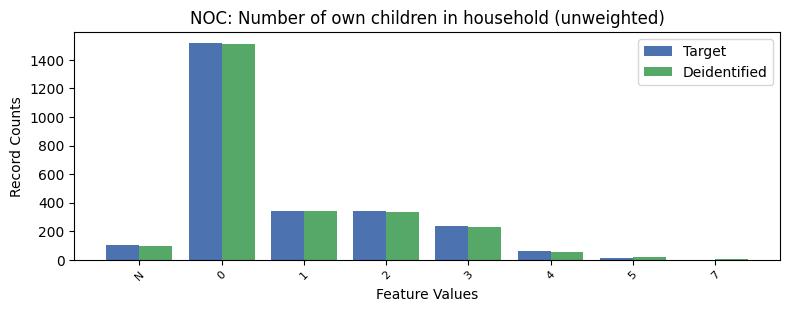 NOC: Number of own children in household (unweighted)
Target
Deidentified
Record Counts
1400
1200
1000
800
600
400
200
0
N 0 1 2 3 4 5 7
Feature Values